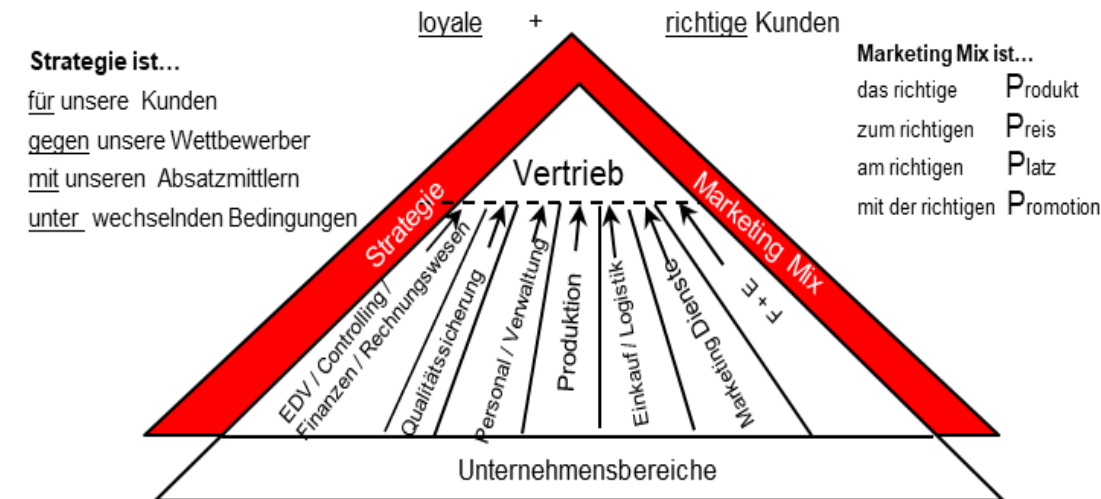 loyale + richtige Kunden
Strategie ist…
für unsere Kunden
gegen unsere Wettbewerber
mit unseren Absatzmittlern
unter wechselnden Bedingungen
Marketing Mix ist…
das richtige Produkt
zum richtigen Preis
am richtigen Platz
mit der richtigen Promotion
Strategie
Vertrieb
Marketing Mix
EDV / Controlling /
Finanzen / Rechnungswesen
Qualitätssicherung
Personal / Verwaltung
Produktion
Einkauf / Logistik
Marketing Dienste
F + E
Unternehmensbereiche